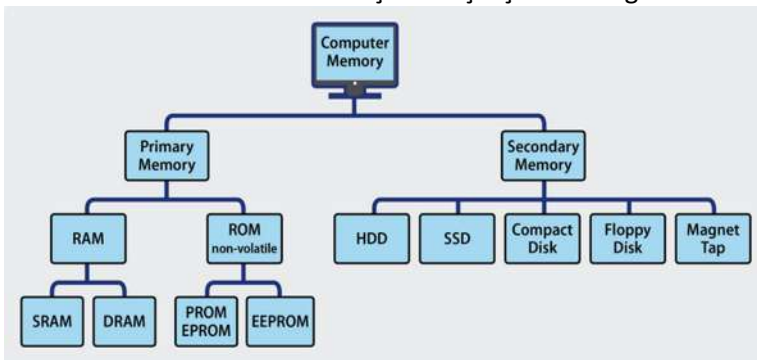 Computer
Memory
Primary
Memory
Secondary
Memory
RAM
ROM
non-volatile
HDD
SSD
Compact
Disk
Floppy
Disk
Magnet
Tap
SRAM
DRAM
PROM
EPROM
EEPROM